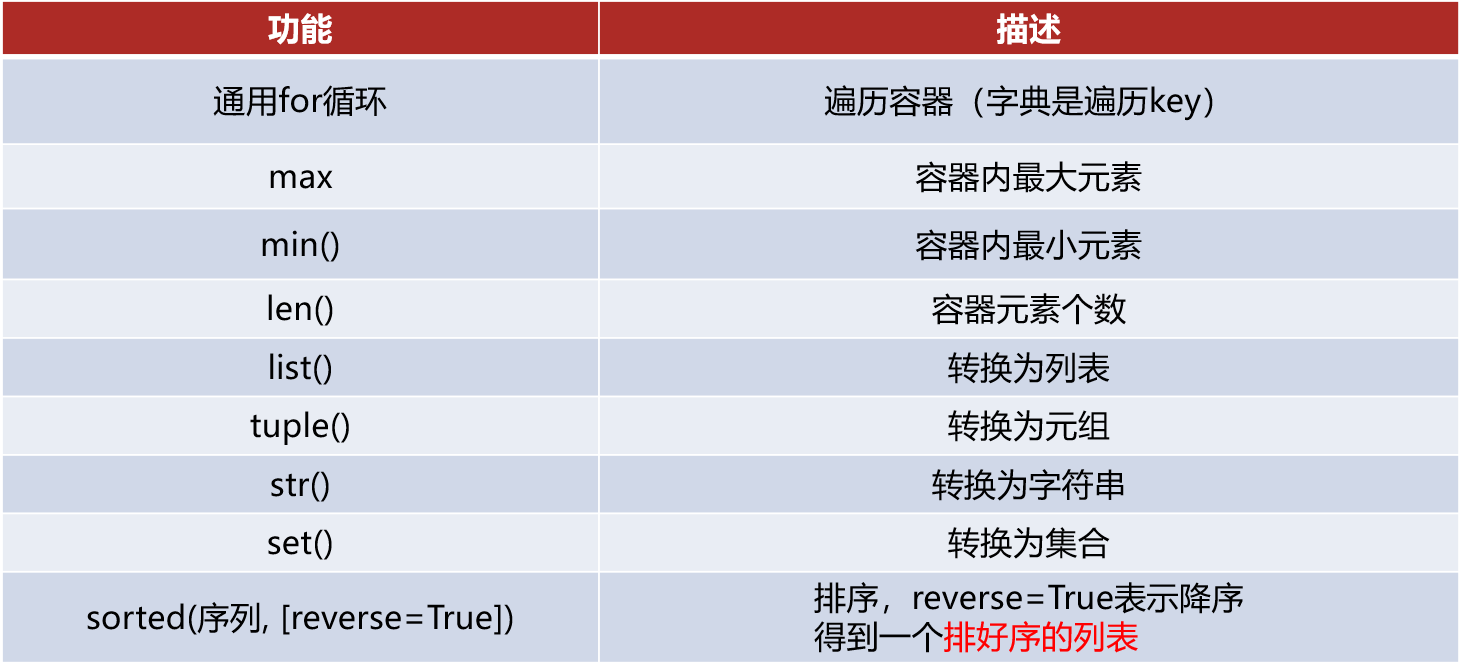 功能
描述
通用for循环
遍历容器（字典是遍历key）
max
容器内最大元素
min()
容器内最小元素
len()
容器元素个数
list()
转换为列表
tuple()
转换为元组
str()
转换为字符串
set()
转换为集合
sorted(序列, [reverse=True])
排序，reverse=True表示降序
得到一个排好序的列表